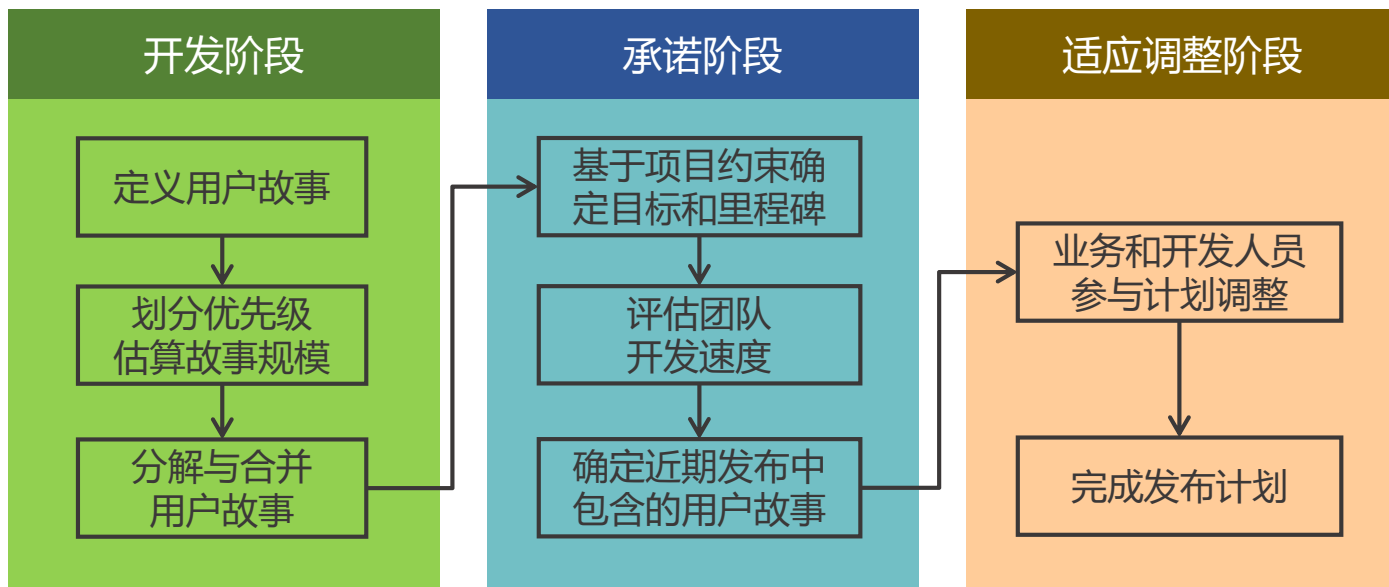 开发阶段
定义用户故事
划分优先级
估算故事规模
分解与合并
用户故事
承诺阶段
基于项目约束确
定目标和里程碑
评估团队
开发速度
确定近期发布中
包含的用户故事
适应调整阶段
业务和开发人员
参与计划调整
完成发布计划